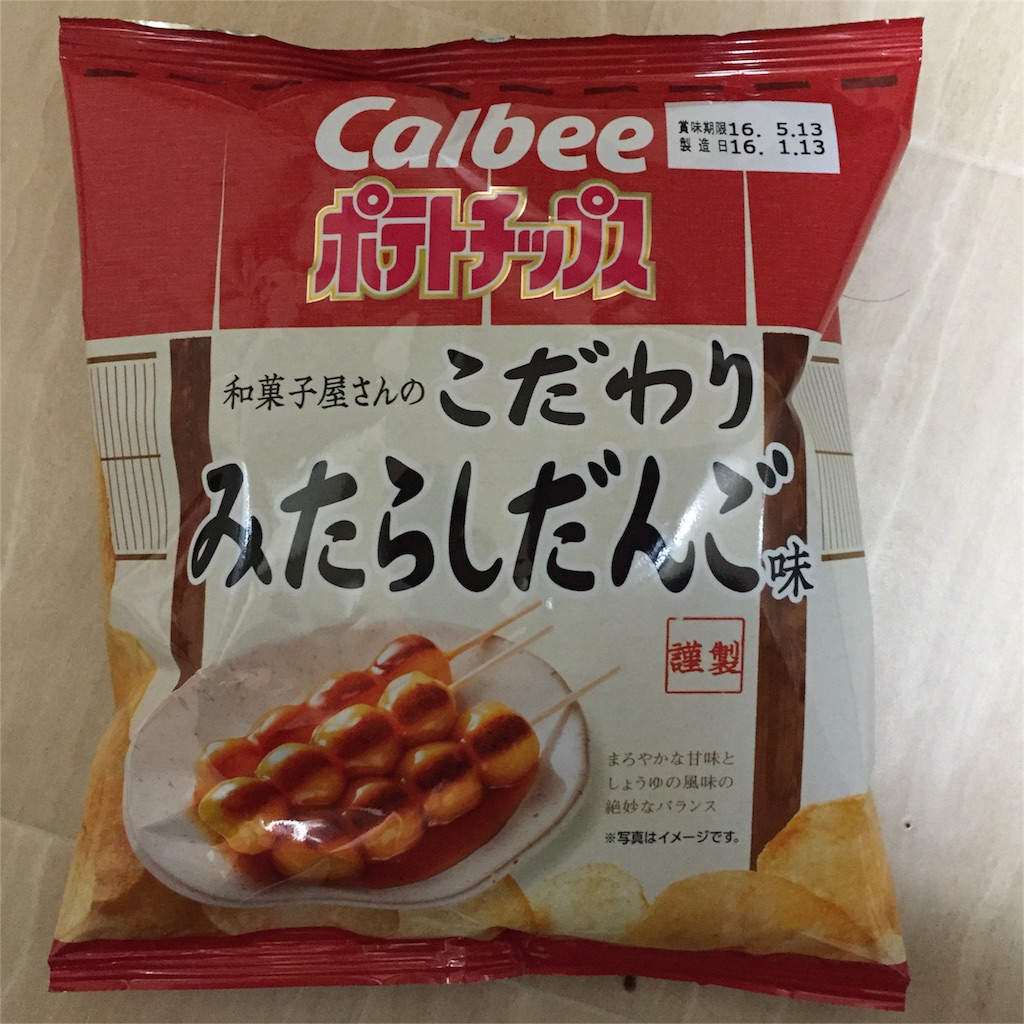 Calbee
賞味期限16. 5.13
製造日16. 1.13
ポテトチップス
和菓子屋さんのこだわり
みたらしだんご味
謹製
まろやかな甘味と
しょうゆの風味の
絶妙なバランス
※写真はイメージです。